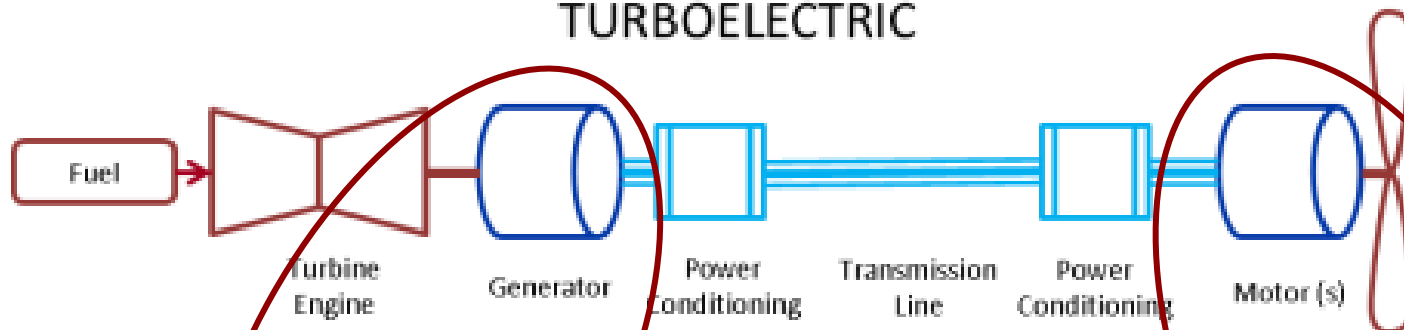 TURBOELECTRIC
Fuel
Turbine
Engine
Generator
Power
Conditioning
Transmission
Line
Power
Conditioning
Motor (s)